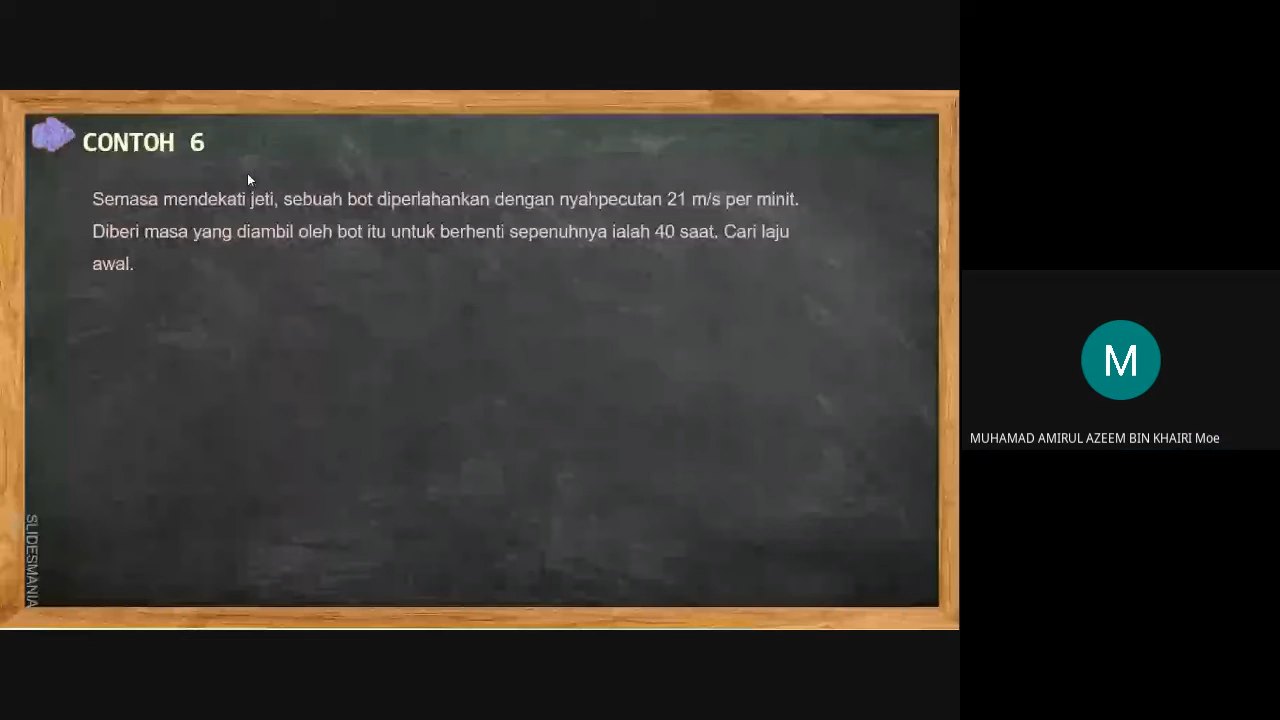 CONTOH 6
Semasa mendekati jeti, sebuah bot diperlahankan dengan nyahpecutan 21 m/s per minit.
Diberi masa yang diambil oleh bot itu untuk berhenti sepenuhnya ialah 40 saat. Cari laju
awal.
SLIDESMANIA
M
MUHAMAD AMIRUL AZEEM BIN KHAIRI Moe